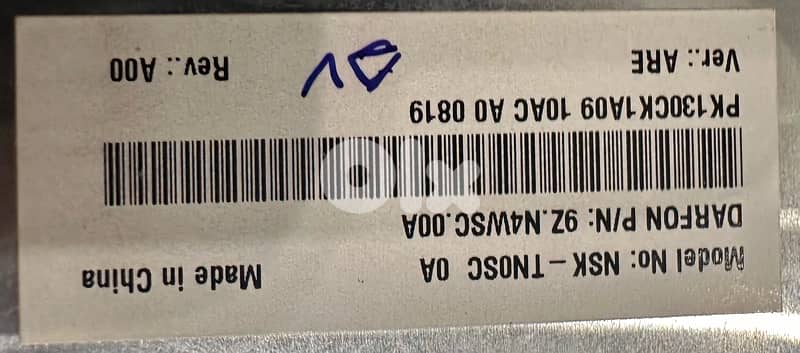 Model No: NSK-TN0SC 0A
Made in China
DARFON P/N: 9Z.N4WSC.00A
PK130CK1A09 10AC A0 0819
Ver.: ARE
Rev.: A00
olx